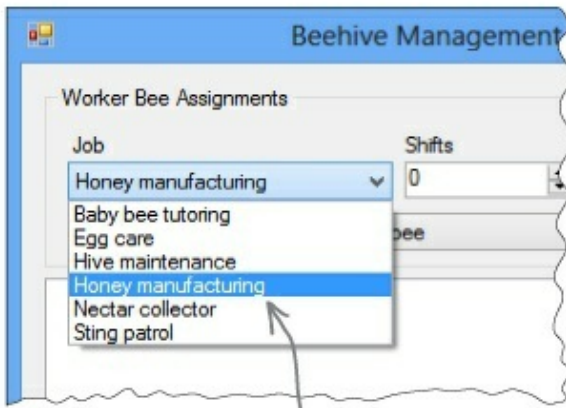 Beehive Management
Worker Bee Assignments
Job
Shifts
Honey manufacturing
0
Baby bee tutoring
Egg care
bee
Hive maintenance
Honey manufacturing
Nectar collector
Sting patrol